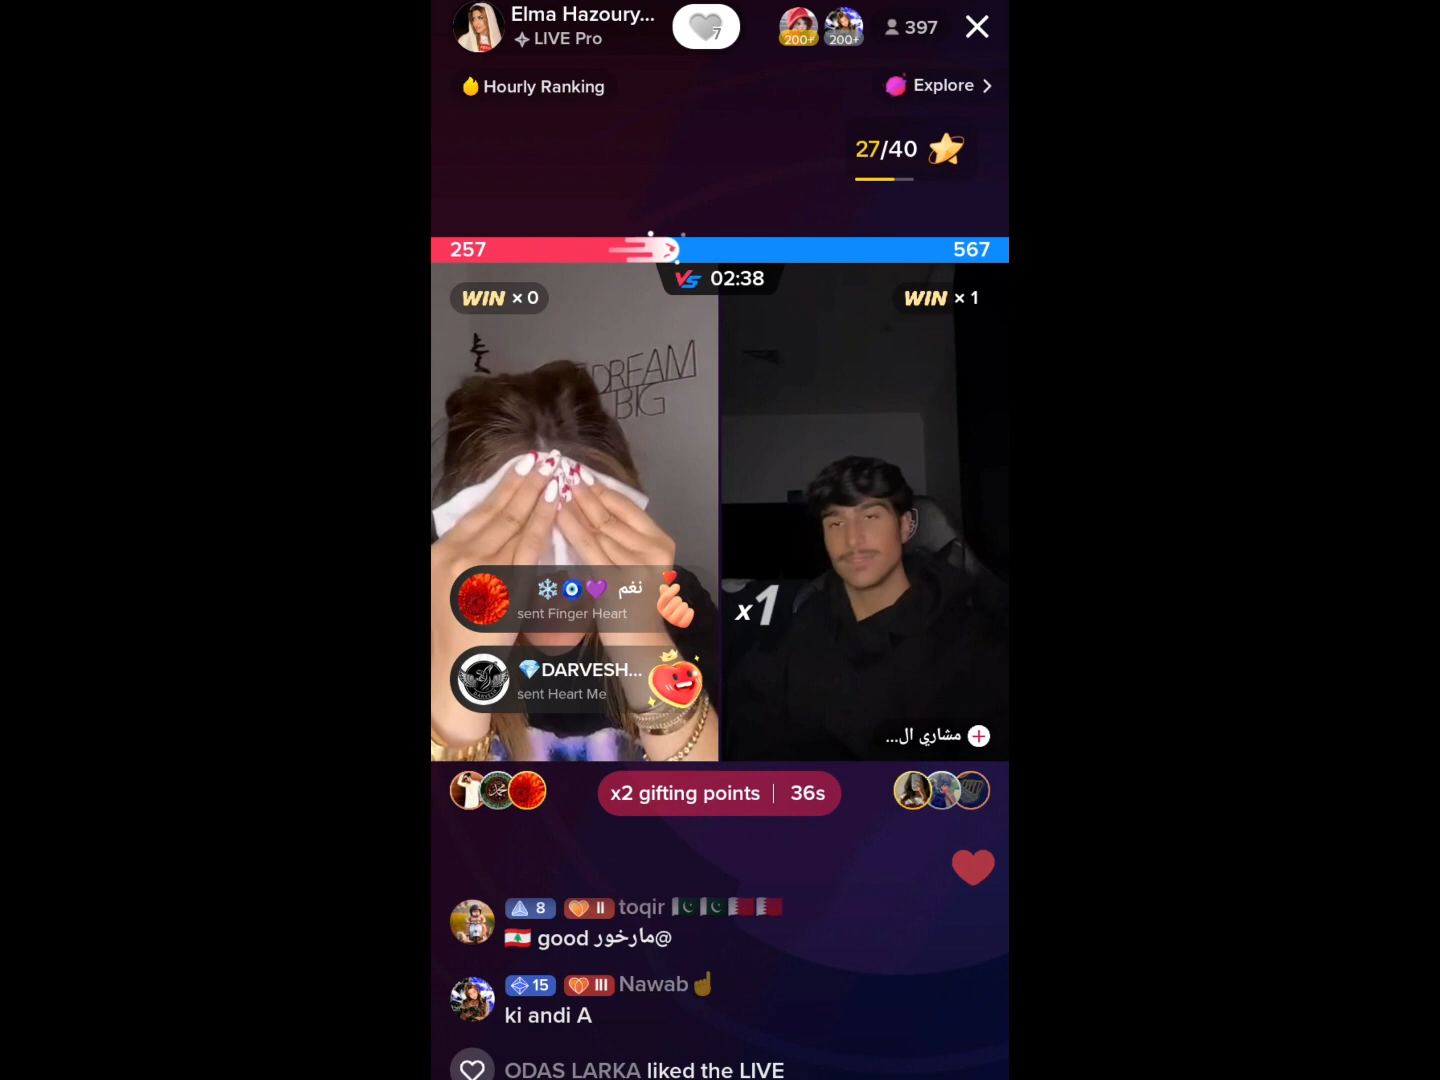 Elma Hazoury...
LIVE Pro
7
200+
200+
397
Hourly Ranking
Explore
27/40
257
567
VS 02:38
WIN × 0
WIN × 1
DREAM
BIG
نغم 💜🧿❄️
sent Finger Heart
x1
💎DARVESH...
sent Heart Me
مشاري ال...
x2 gifting points | 36s
8 II toqir 🇵🇰🇵🇰🇧🇭🇧🇭
🇱🇧 good مارخور@
15 III Nawab☝
ki andi A
ODAS LARKA liked the LIVE